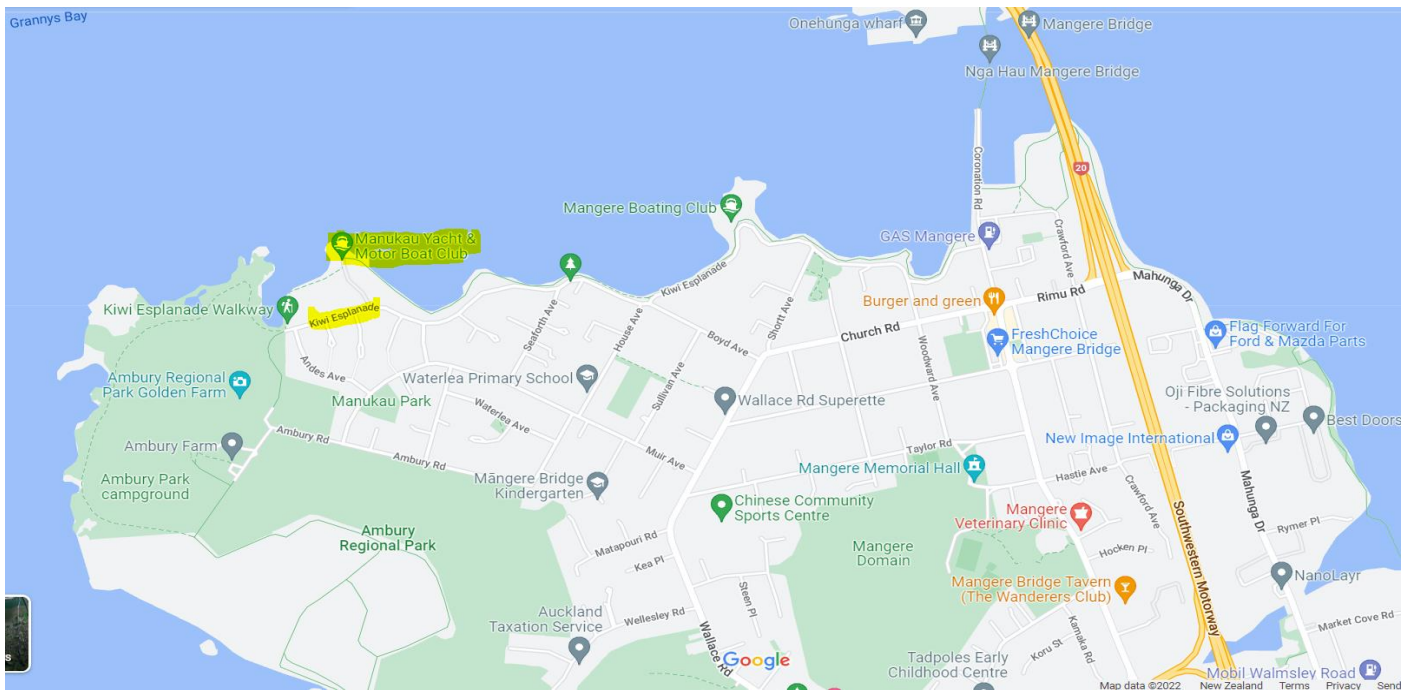 Grannys Bay
Onehunga wharf
Mangere Bridge
Nga Hau Mangere Bridge
20
Coronation Rd
Mangere Boating Club
Manukau Yacht &
Motor Boat Club
GAS Mangere
Crawford Ave
Mahunga Dr
Kiwi Esplanade
Kiwi Esplanade Walkway
Kiwi Esplanade
Burger and green
Rimu Rd
Seaforth Ave
House Ave
Shortt Ave
Church Rd
Boyd Ave
FreshChoice
Mangere Bridge
Flag Forward For
Ford & Mazda Parts
Woodward Ave
Andes Ave
Ambury Regional
Park Golden Farm
Waterlea Primary School
Sullivan Ave
Manukau Park
Wallace Rd Superette
Oji Fibre Solutions
- Packaging NZ
Best Doors
Waterlea Ave
Ambury Rd
Ambury Farm
Ambury Rd
Muir Ave
Taylor Rd
New Image International
Mangere Memorial Hall
Hastie Ave
Ambury Park
campground
Māngere Bridge
Kindergarten
Crawford Ave
Mahunga Dr
Chinese Community
Sports Centre
Mangere
Veterinary Clinic
Southwestern Motorway
Rymer Pl
Ambury
Regional Park
Matapouri Rd
Mangere
Domain
Hocken Pl
Kea Pl
NanoLayr
Mangere Bridge Tavern
(The Wanderers Club)
Steen Pl
Auckland
Taxation Service
Wellesley Rd
Market Cove Rd
Kamaka Rd
Koru St
Wallace Rd
s
Google
Tadpoles Early
Childhood Centre
Mobil Walmsley Road
Map data ©2022 New Zealand Terms Privacy Send